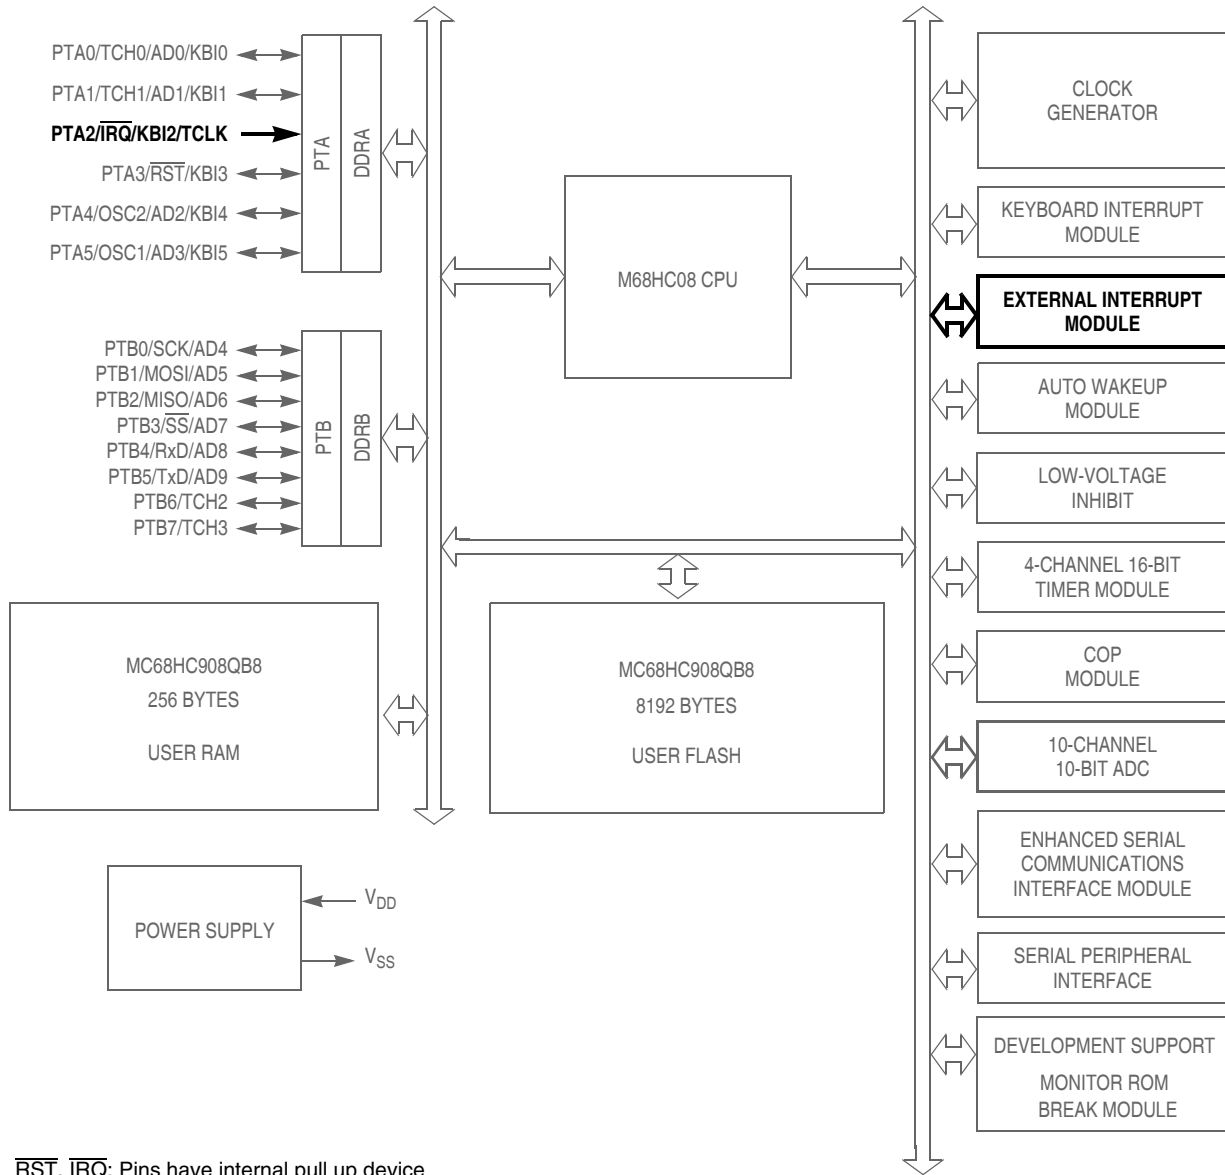 PTA0/TCH0/AD0/KBI0
PTA1/TCH1/AD1/KBI1
PTA2/I̅R̅Q̅/KBI2/TCLK
PTA3/R̅S̅T̅/KBI3
PTA4/OSC2/AD2/KBI4
PTA5/OSC1/AD3/KBI5
PTA
DDRA
PTB0/SCK/AD4
PTB1/MOSI/AD5
PTB2/MISO/AD6
PTB3/S̅S̅/AD7
PTB4/RxD/AD8
PTB5/TxD/AD9
PTB6/TCH2
PTB7/TCH3
PTB
DDRB
M68HC08 CPU
MC68HC908QB8
256 BYTES
USER RAM
MC68HC908QB8
8192 BYTES
USER FLASH
POWER SUPPLY
VDD
VSS
CLOCK
GENERATOR
KEYBOARD INTERRUPT
MODULE
EXTERNAL INTERRUPT
MODULE
AUTO WAKEUP
MODULE
LOW-VOLTAGE
INHIBIT
4-CHANNEL 16-BIT
TIMER MODULE
COP
MODULE
10-CHANNEL
10-BIT ADC
ENHANCED SERIAL
COMMUNICATIONS
INTERFACE MODULE
SERIAL PERIPHERAL
INTERFACE
DEVELOPMENT SUPPORT
MONITOR ROM
BREAK MODULE
R̅S̅T̅, I̅R̅Q̅: Pins have internal pull up device